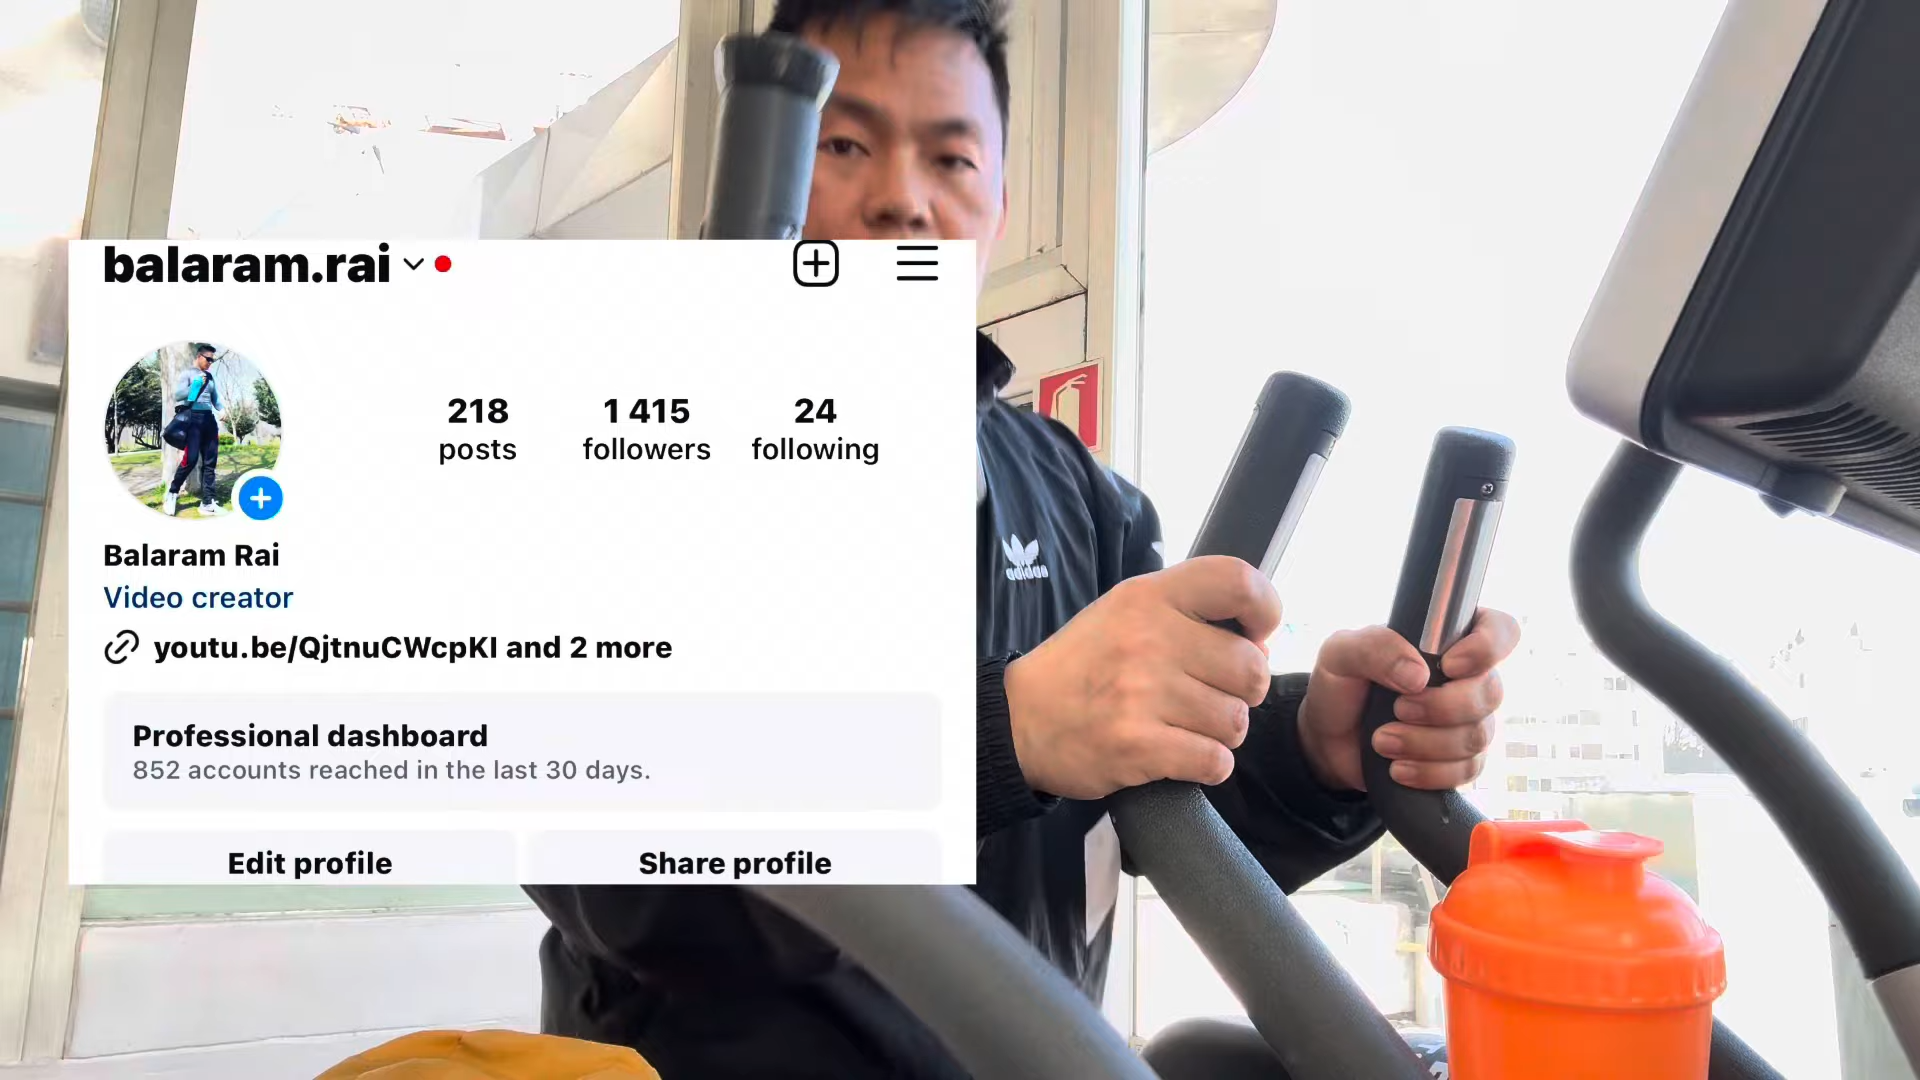 balaram.rai
218 1 415 24
posts followers following
Balaram Rai
Video creator
youtu.be/QjtnuCWcpKI and 2 more
Professional dashboard
852 accounts reached in the last 30 days.
Edit profile Share profile
adidas